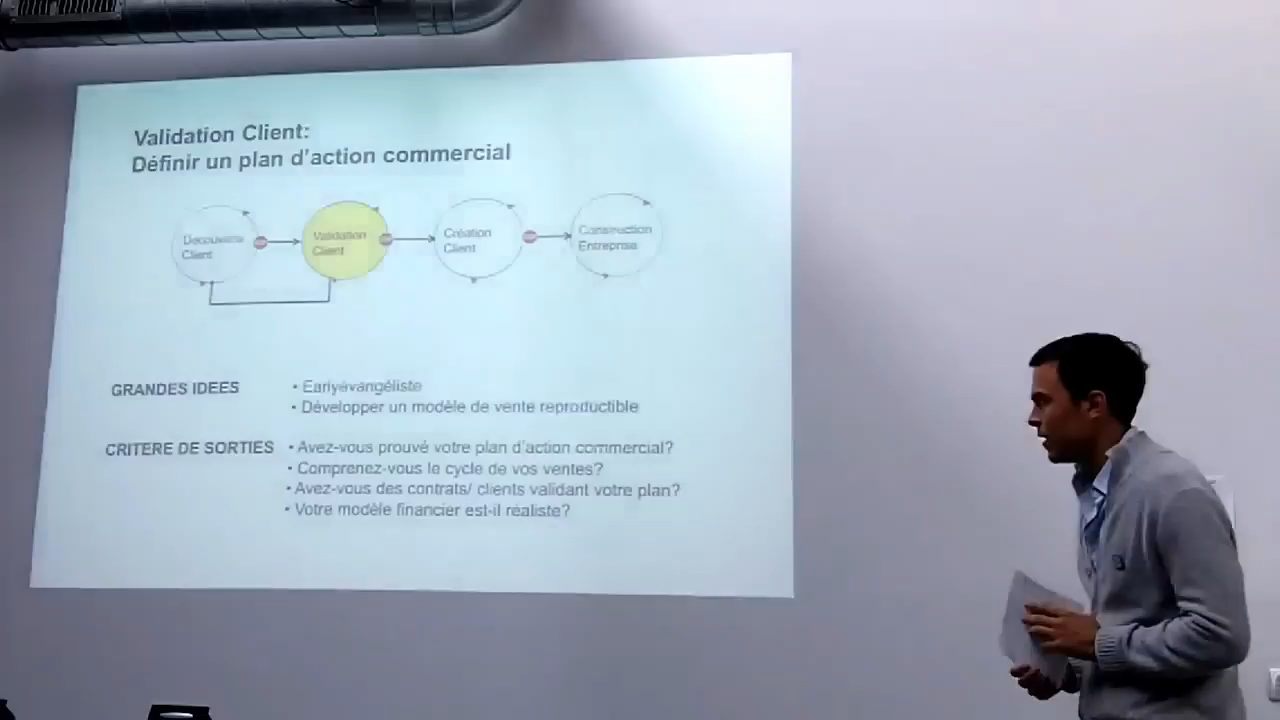 Validation Client:
Définir un plan d'action commercial
Découverte
Client
Validation
Client
Création
Client
Construction
Entreprise
GRANDES IDEES
• Earlyévangéliste
• Développer un modèle de vente reproductible
CRITERE DE SORTIES
• Avez-vous prouvé votre plan d'action commercial?
• Comprenez-vous le cycle de vos ventes?
• Avez-vous des contrats/ clients validant votre plan?
• Votre modèle financier est-il réaliste?